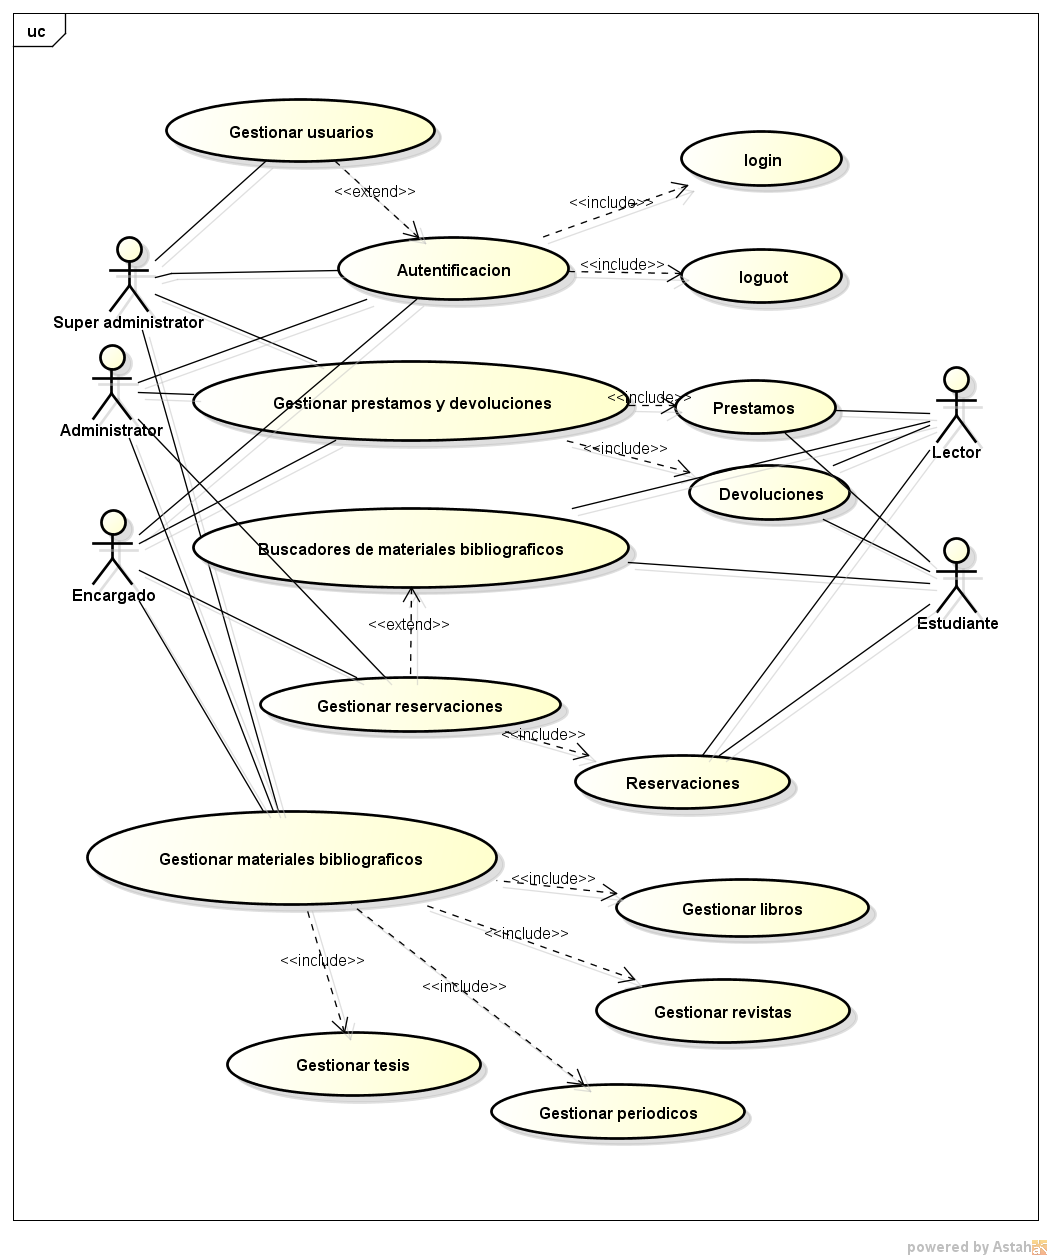 uc
Gestionar usuarios
login
<<extend>>
<<include>>
Autentificacion
<<include>>
loguot
Super administrator
Gestionar prestamos y devoluciones
<<include>>
Prestamos
Administrator
<<include>>
Lector
Devoluciones
Buscadores de materiales bibliograficos
Encargado
<<extend>>
Estudiante
Gestionar reservaciones
<<include>>
Reservaciones
Gestionar materiales bibliograficos
<<include>>
Gestionar libros
<<include>>
<<include>>
<<include>>
Gestionar revistas
Gestionar tesis
Gestionar periodicos
powered by Astah